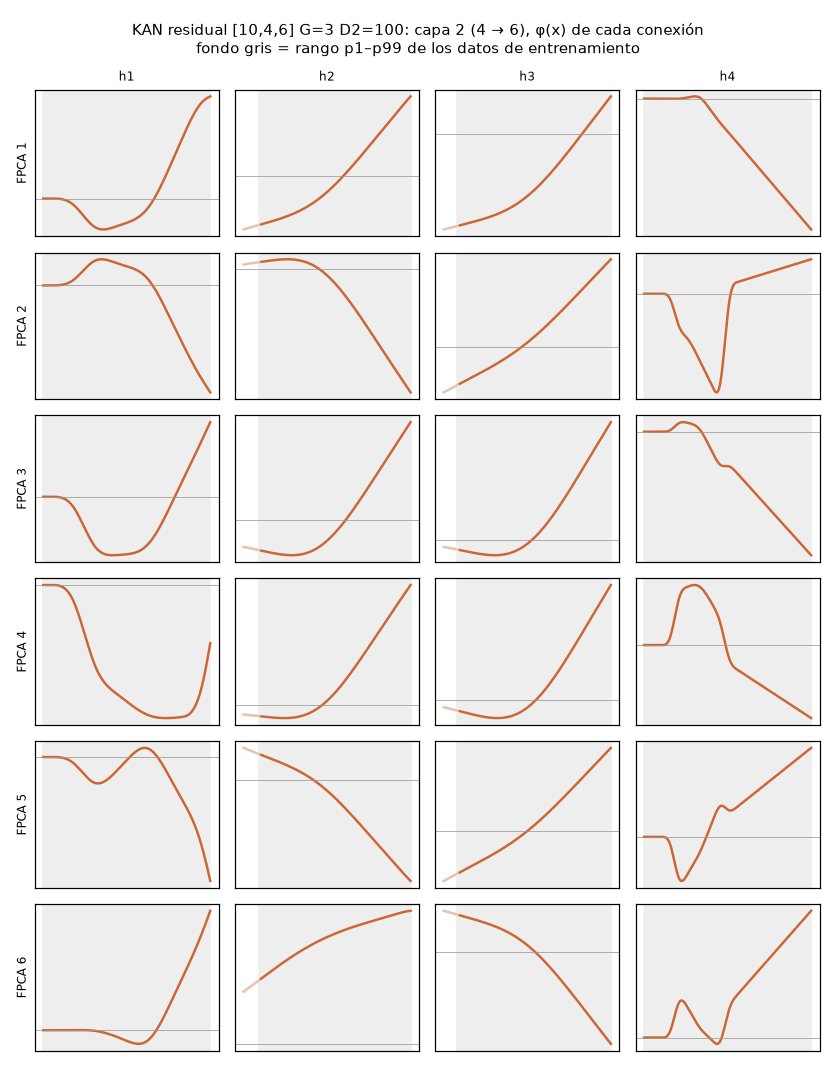 KAN residual [10,4,6] G=3 D2=100: capa 2 (4 → 6), φ(x) de cada conexión
fondo gris = rango p1–p99 de los datos de entrenamiento
h1 h2 h3 h4
FPCA 1
FPCA 2
FPCA 3
FPCA 4
FPCA 5
FPCA 6